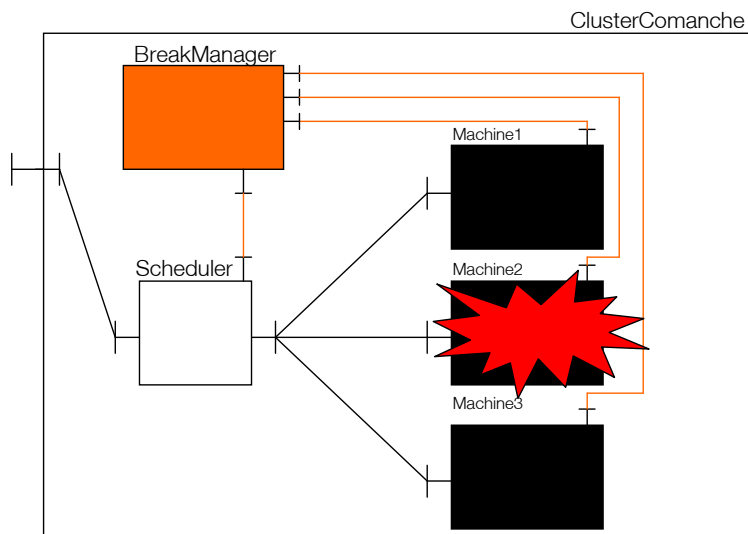 ClusterComanche
BreakManager
Machine1
Scheduler
Machine2
Machine3